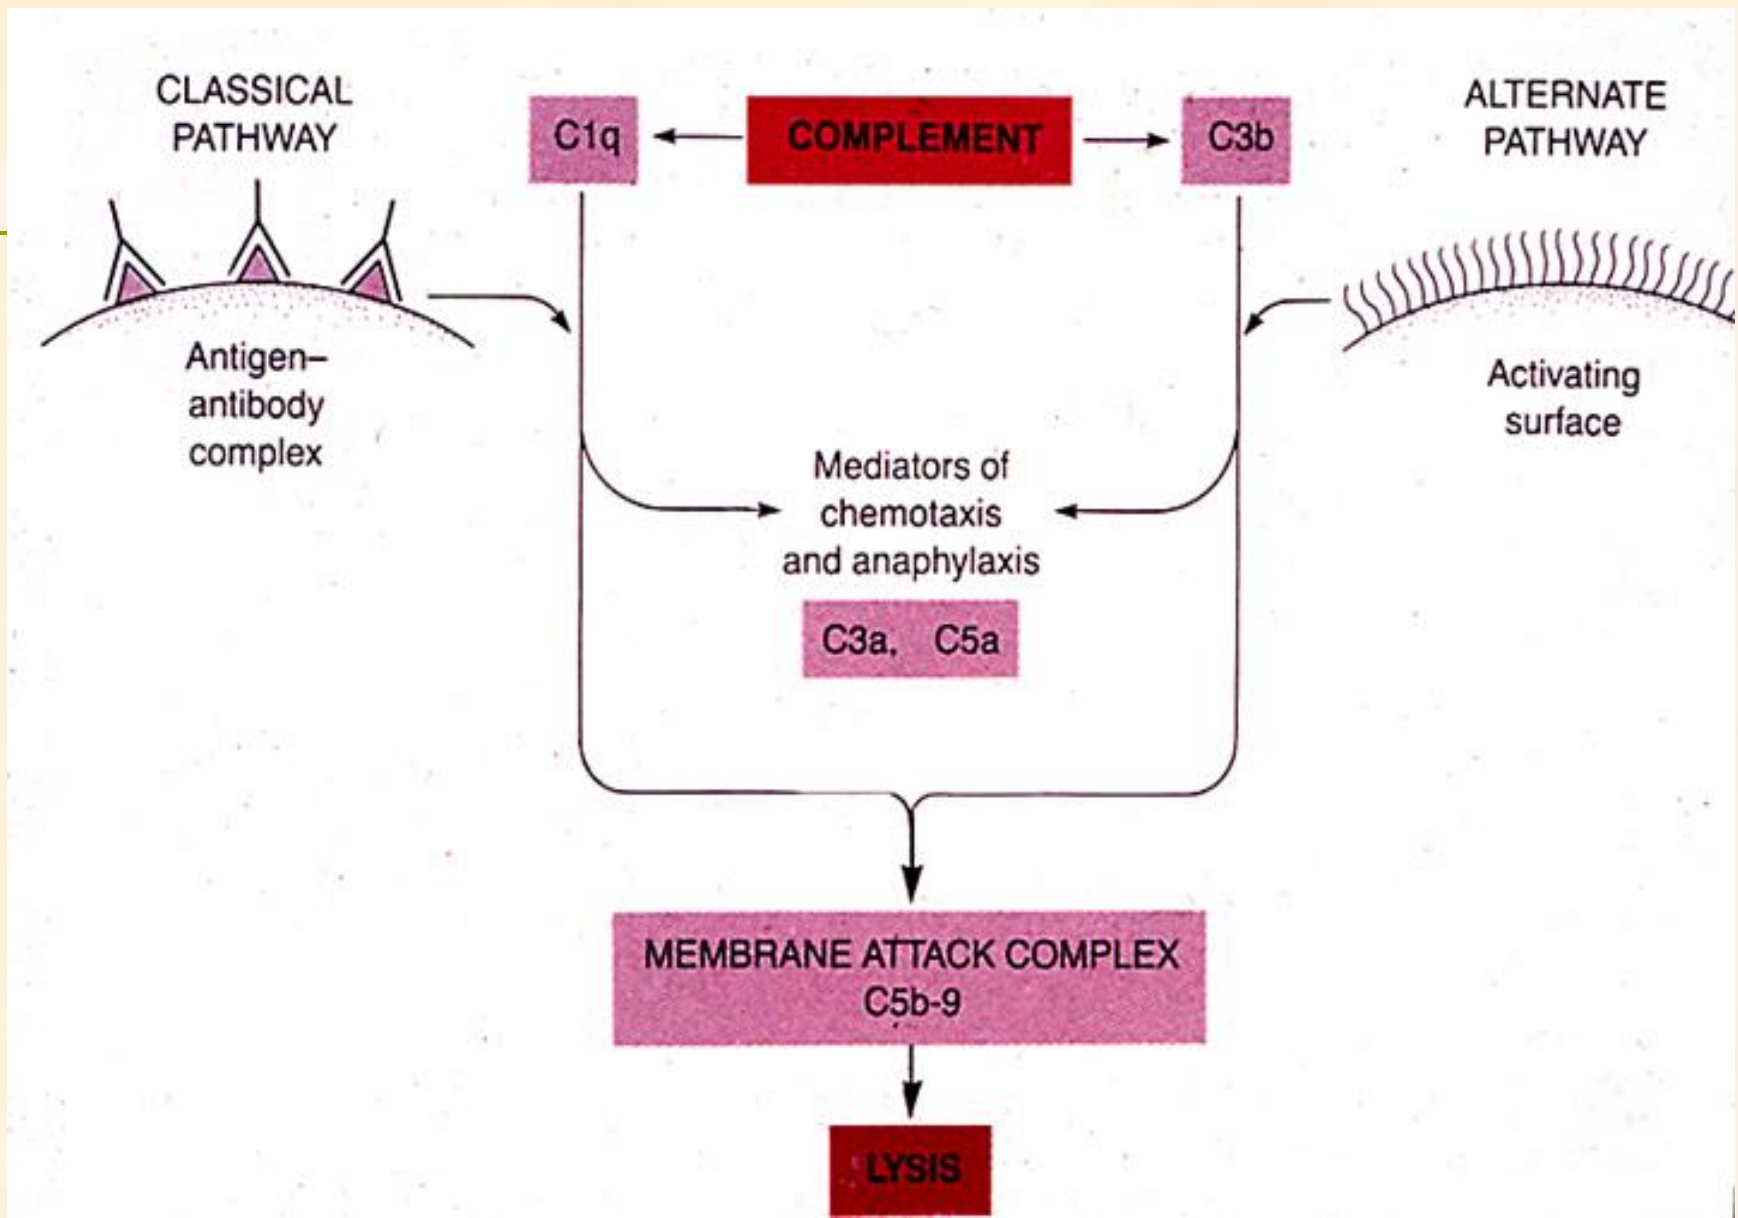 CLASSICAL
PATHWAY
C1q
COMPLEMENT
C3b
ALTERNATE
PATHWAY
Antigen–
antibody
complex
Activating
surface
Mediators of
chemotaxis
and anaphylaxis
C3a, C5a
MEMBRANE ATTACK COMPLEX
C5b-9
LYSIS